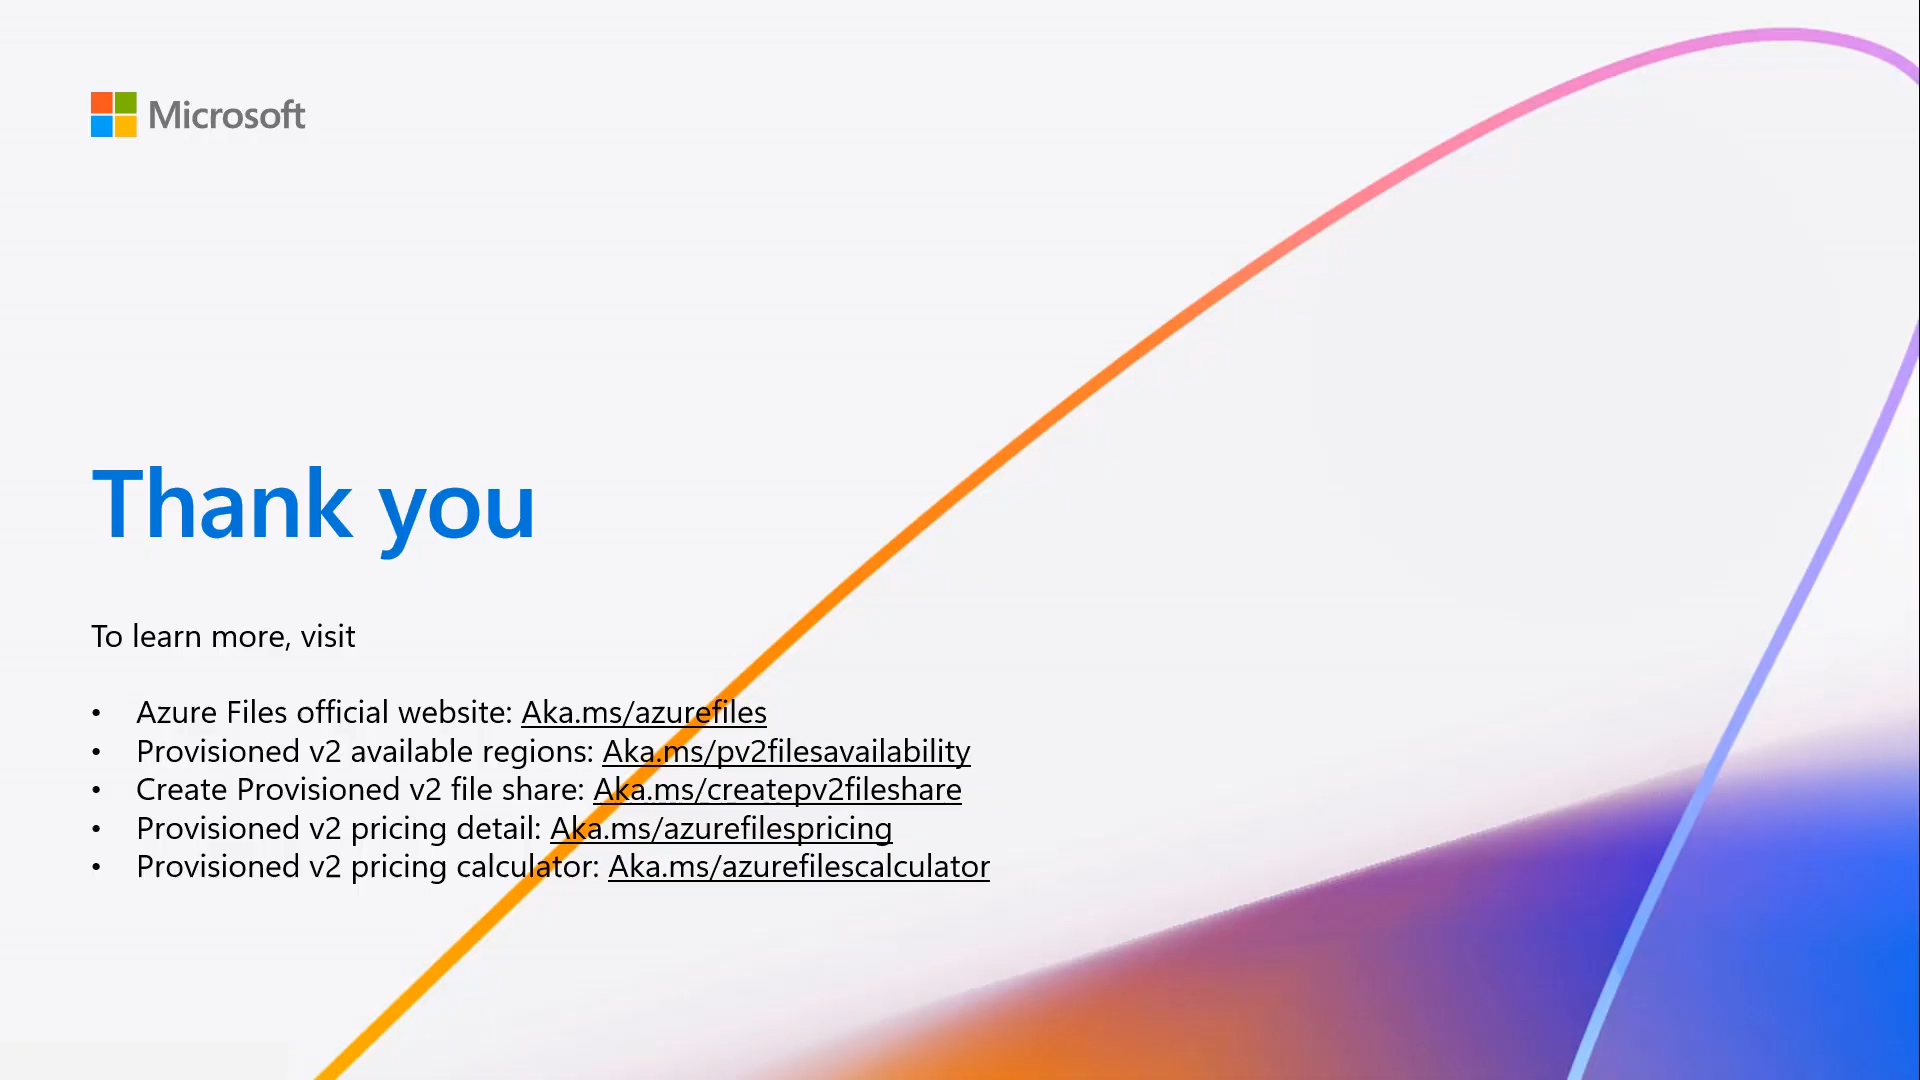 Microsoft
Thank you
To learn more, visit
• Azure Files official website: Aka.ms/azurefiles
• Provisioned v2 available regions: Aka.ms/pv2filesavailability
• Create Provisioned v2 file share: Aka.ms/createpv2fileshare
• Provisioned v2 pricing detail: Aka.ms/azurefilespricing
• Provisioned v2 pricing calculator: Aka.ms/azurefilescalculator